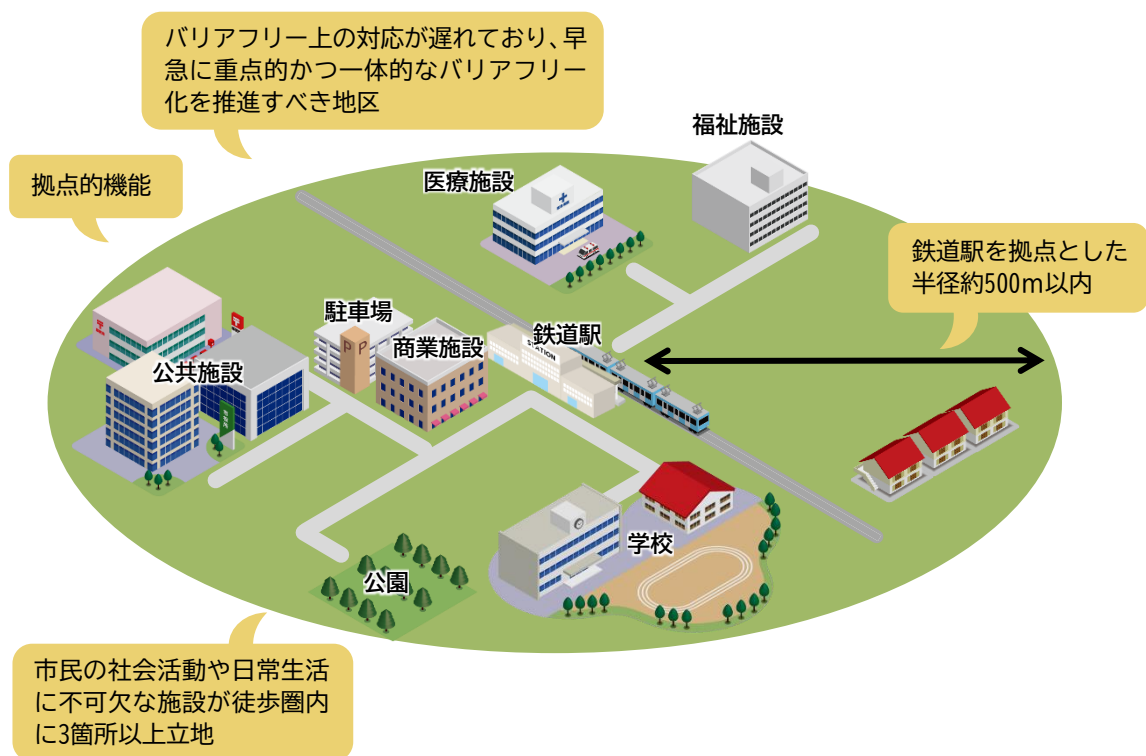 バリアフリー上の対応が遅れており、早
急に重点的かつ一体的なバリアフリー
化を推進すべき地区
福祉施設
拠点的機能
医療施設
鉄道駅を拠点とした
半径約500m以内
駐車場
鉄道駅
商業施設
STATION
P P
公共施設
学校
公園
市民の社会活動や日常生活
に不可欠な施設が徒歩圏内
に3箇所以上立地